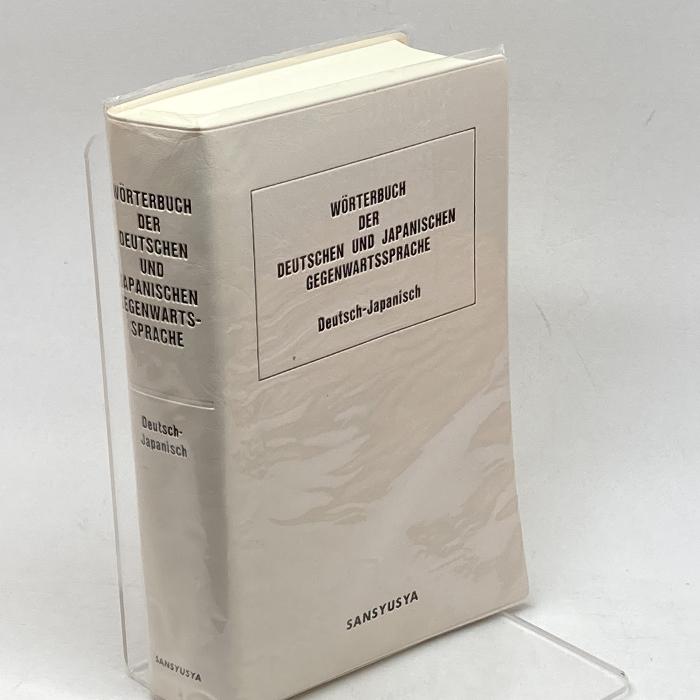 WÖRTERBUCH
DER
DEUTSCHEN
UND
JAPANISCHEN
GEGENWARTS-
SPRACHE
Deutsch-
Japanisch
SANSYUSYA
WÖRTERBUCH
DER
DEUTSCHEN UND JAPANISCHEN
GEGENWARTSSPRACHE
Deutsch-Japanisch
SANSYUSYA